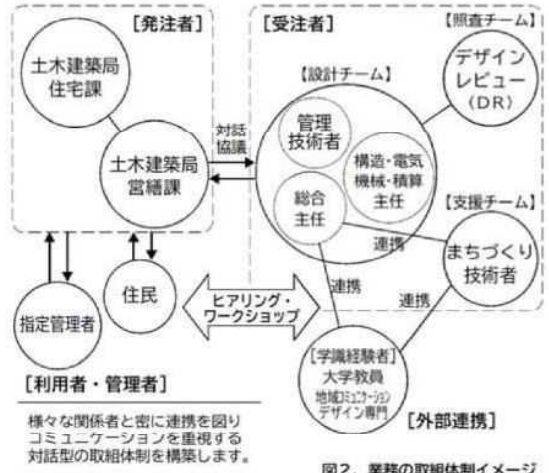 [発注者]
土木建築局
住宅課
土木建築局
営繕課
対話
協議
[受注者]
【照査チーム】
デザイン
レビュー
(DR)
【設計チーム】
管理
技術者
構造・電気
機械・積算
主任
総合
主任
連携
【支援チーム】
まちづくり
技術者
連携
連携
指定管理者
住民
ヒアリング・
ワークショップ
[学識経験者]
大学教員
地域コミュニケーション
デザイン専門
[外部連携]
[利用者・管理者]
様々な関係者と密に連携を図り
コミュニケーションを重視する
対話型の取組体制を構築します。
図2. 業務の取組体制イメージ